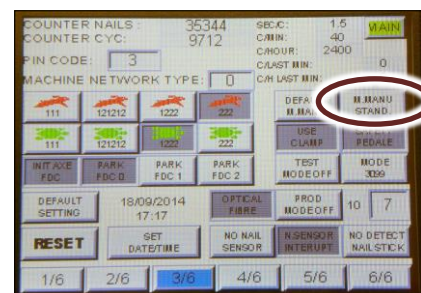 COUNTER NAILS: 35344 SEC/C: 1.5 MAIN
COUNTER CYC: 9712 C/MIN: 40
C/HOUR: 2400
PIN CODE: 3 C/LAST MIN: 0
MACHINE NETWORK TYPE: 0 C/H LAST MIN:
111 121212 1222 222 M.MANU STAND.
111 121212 1222 222 USE CLAMP PEDALE
INIT AXE FDC PARK FDC 0 PARK FDC 1 PARK FDC 2 TEST MODE OFF MODE 3099
DEFAULT SETTING 18/09/2014 17:17 OPTICAL FIBRE PROD MODE OFF 10 7
RESET SET DATE/TIME NO NAIL SENSOR N.SENSOR INTERUPT NO DETECT NAIL STICK
1/6 2/6 3/6 4/6 5/6 6/6